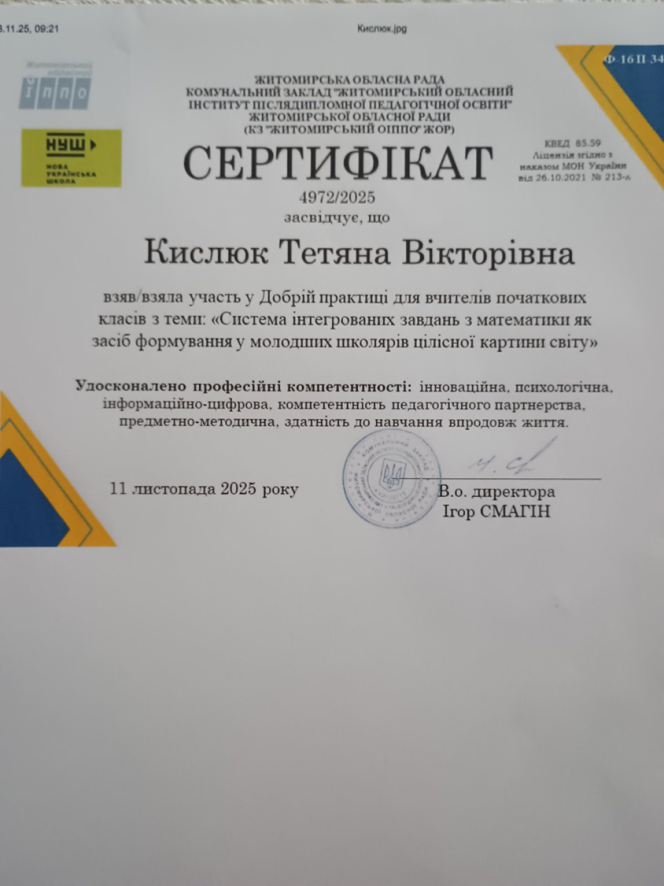 .11.25, 09:21
Кислюк.jpg
Житомирський
обласний
іппо
НУШ
НОВА
УКРАЇНСЬКА
ШКОЛА
ЖИТОМИРСЬКА ОБЛАСНА РАДА
КОМУНАЛЬНИЙ ЗАКЛАД "ЖИТОМИРСЬКИЙ ОБЛАСНИЙ
ІНСТИТУТ ПІСЛЯДИПЛОМНОЇ ПЕДАГОГІЧНОЇ ОСВІТИ"
ЖИТОМИРСЬКОЇ ОБЛАСНОЇ РАДИ
(КЗ "ЖИТОМИРСЬКИЙ ОІППО" ЖОР)
Ф-16П-34
КВЕД 85.59
Ліцензія згідно з
наказом МОН України
від 26.10.2021 № 213-л
СЕРТИФІКАТ
4972/2025
засвідчує, що
Кислюк Тетяна Вікторівна
взяв/взяла участь у Добрій практиці для вчителів початкових
класів з теми: «Система інтегрованих завдань з математики як
засіб формування у молодших школярів цілісної картини світу»
Удосконалено професійні компетентності: інноваційна, психологічна,
інформаційно-цифрова, компетентність педагогічного партнерства,
предметно-методична, здатність до навчання впродовж життя.
11 листопада 2025 року
В.о. директора
Ігор СМАГІН